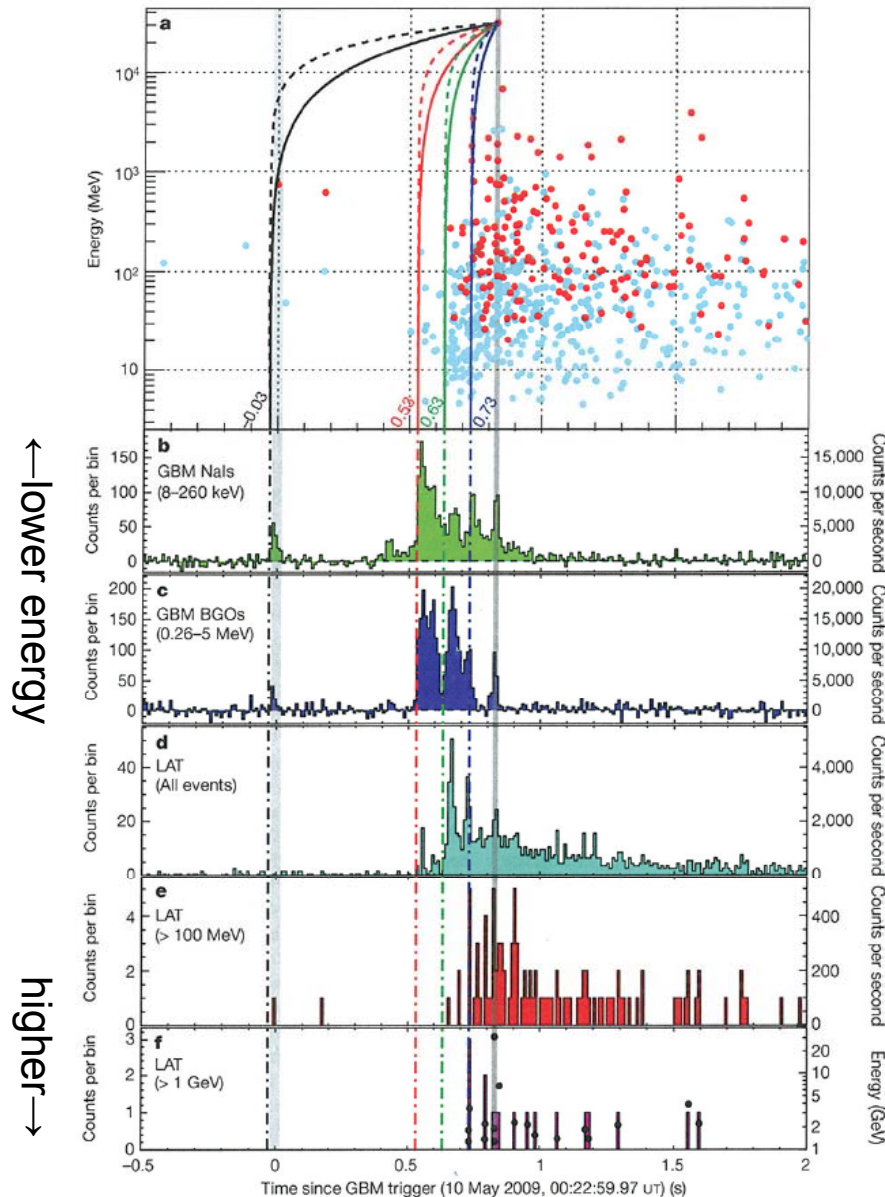 a
10⁴
10³
10²
10
Energy (MeV)
−0.03
0.53
0.63
0.73
←lower energy
higher→
b
GBM NaIs
(8–260 keV)
150
100
50
0
Counts per bin
15,000
10,000
5,000
0
Counts per second
c
GBM BGOs
(0.26–5 MeV)
200
150
100
50
0
Counts per bin
20,000
15,000
10,000
5,000
0
Counts per second
d
LAT
(All events)
40
20
0
Counts per bin
4,000
2,000
0
Counts per second
e
LAT
(> 100 MeV)
4
2
0
Counts per bin
400
200
0
Counts per second
f
LAT
(> 1 GeV)
3
2
1
0
Counts per bin
20
10
5
2
1
Energy (GeV)
−0.5
0
0.5
1
1.5
2
Time since GBM trigger (10 May 2009, 00:22:59.97 UT) (s)